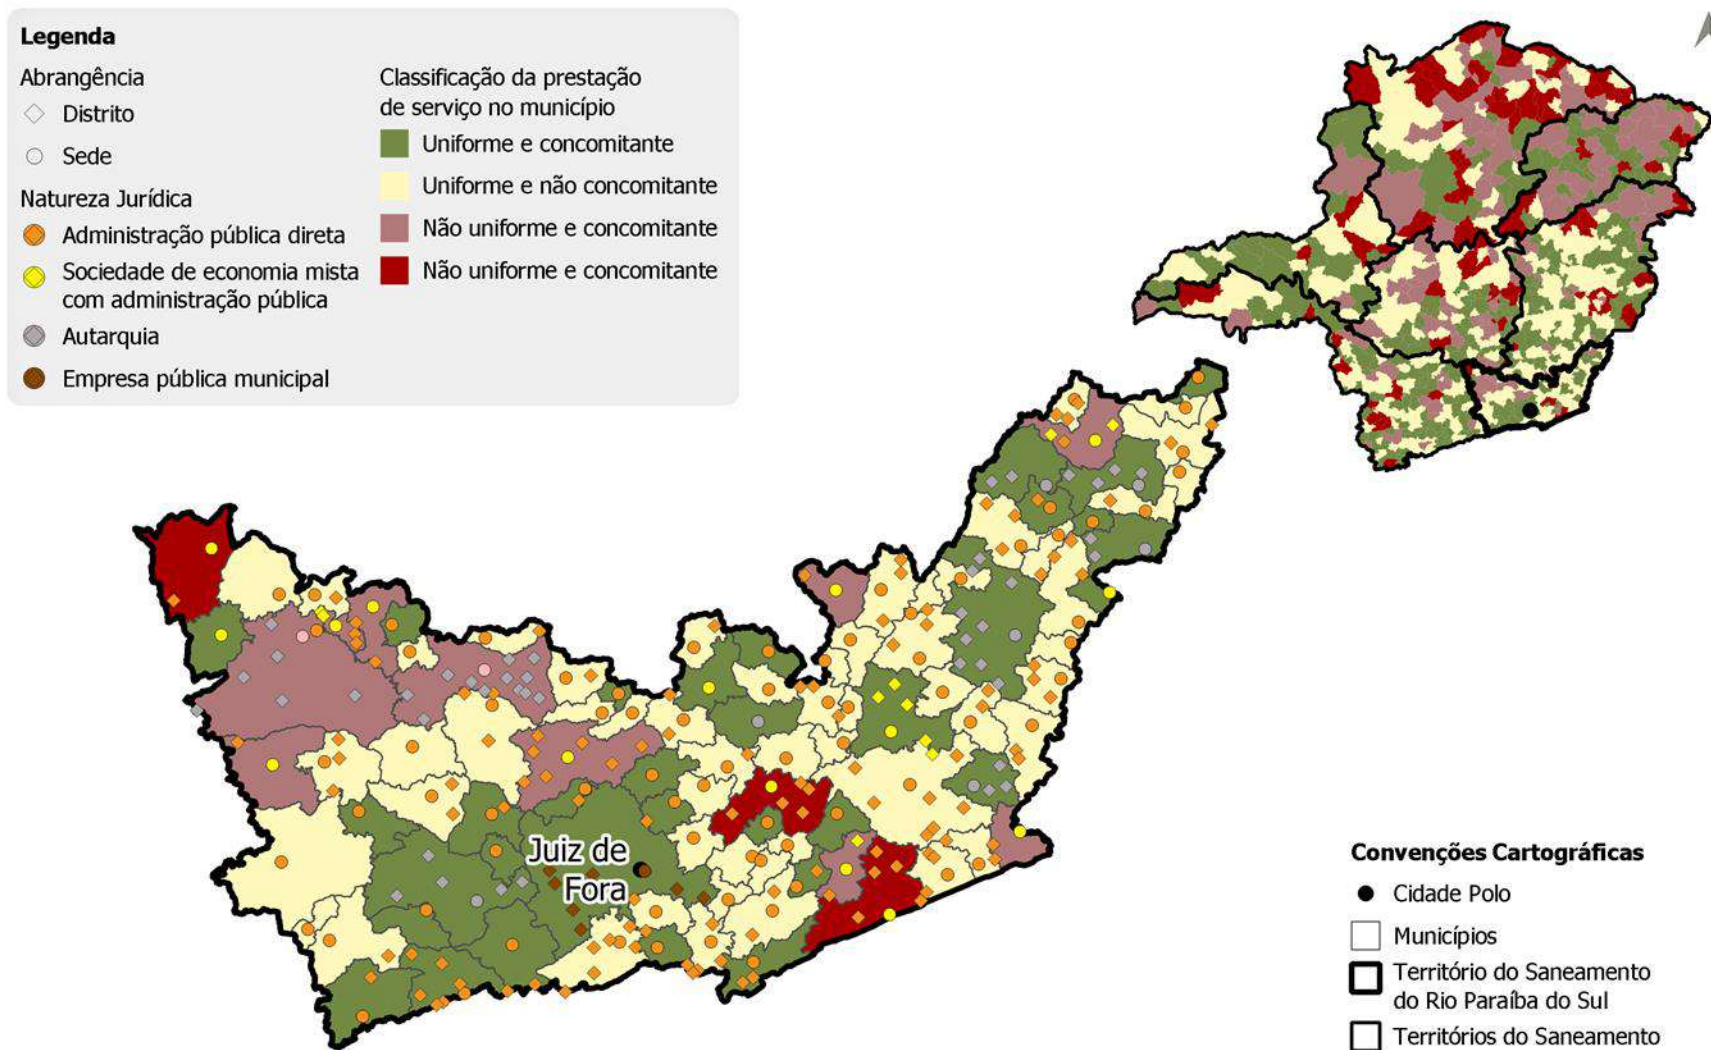 Legenda
Abrangência
Distrito
Sede
Natureza Jurídica
Administração pública direta
Sociedade de economia mista
com administração pública
Autarquia
Empresa pública municipal
Classificação da prestação
de serviço no município
Uniforme e concomitante
Uniforme e não concomitante
Não uniforme e concomitante
Não uniforme e concomitante
Juiz de
Fora
Convenções Cartográficas
Cidade Polo
Municípios
Território do Saneamento
do Rio Paraíba do Sul
Territórios do Saneamento